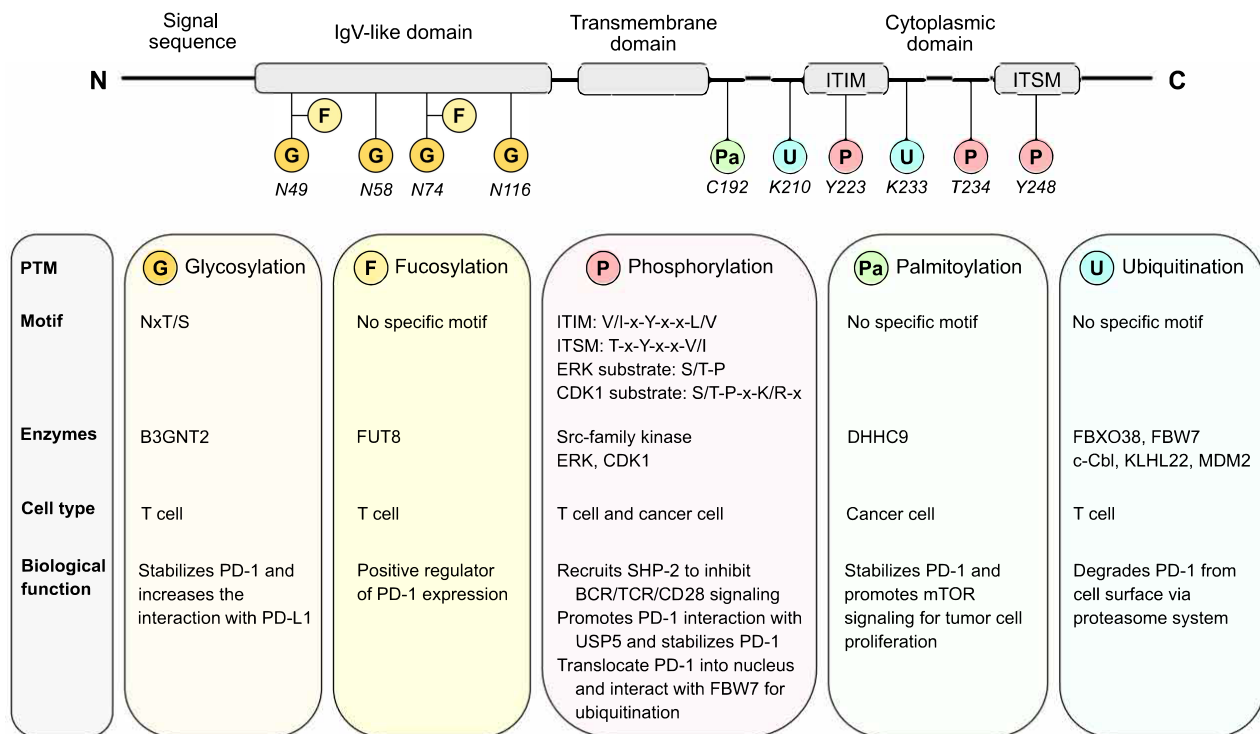 Signal
sequence
IgV-like domain
Transmembrane
domain
Cytoplasmic
domain
N
ITIM
ITSM
C
F
F
G
G
G
G
Pa
U
P
U
P
P
N49
N58
N74
N116
C192
K210
Y223
K233
T234
Y248
PTM
G Glycosylation
F Fucosylation
P Phosphorylation
Pa Palmitoylation
U Ubiquitination
Motif
NxT/S
No specific motif
ITIM: V/I-x-Y-x-x-L/V
ITSM: T-x-Y-x-x-V/I
ERK substrate: S/T-P
CDK1 substrate: S/T-P-x-K/R-x
No specific motif
No specific motif
Enzymes
B3GNT2
FUT8
Src-family kinase
ERK, CDK1
DHHC9
FBXO38, FBW7
c-Cbl, KLHL22, MDM2
Cell type
T cell
T cell
T cell and cancer cell
Cancer cell
T cell
Biological
function
Stabilizes PD-1 and
increases the
interaction with PD-L1
Positive regulator
of PD-1 expression
Recruits SHP-2 to inhibit
BCR/TCR/CD28 signaling
Promotes PD-1 interaction with
USP5 and stabilizes PD-1
Translocate PD-1 into nucleus
and interact with FBW7 for
ubiquitination
Stabilizes PD-1 and
promotes mTOR
signaling for tumor cell
proliferation
Degrades PD-1 from
cell surface via
proteasome system